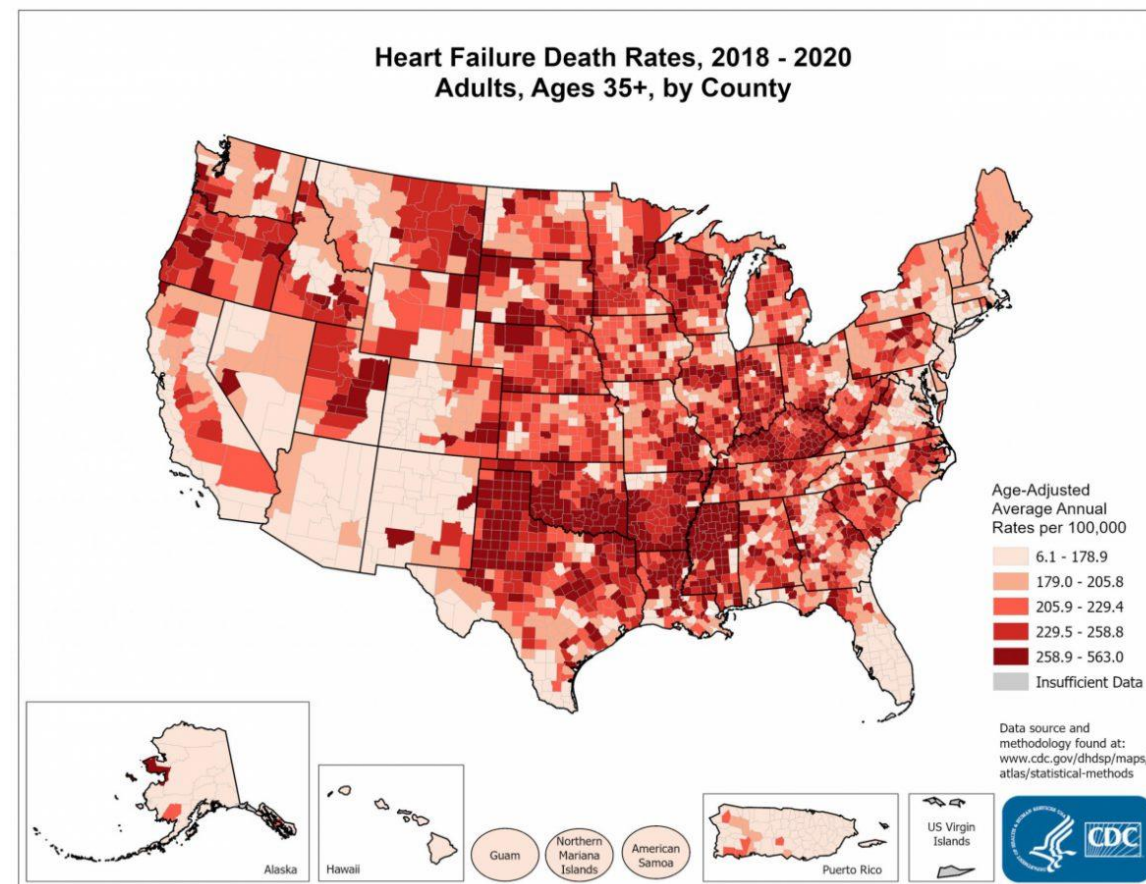 Heart Failure Death Rates, 2018 - 2020
Adults, Ages 35+, by County
Age-Adjusted
Average Annual
Rates per 100,000
6.1 - 178.9
179.0 - 205.8
205.9 - 229.4
229.5 - 258.8
258.9 - 563.0
Insufficient Data
Data source and
methodology found at:
www.cdc.gov/dhdsp/maps/
atlas/statistical-methods
Alaska
Hawaii
Guam
Northern
Mariana
Islands
American
Samoa
Puerto Rico
US Virgin
Islands
CDC